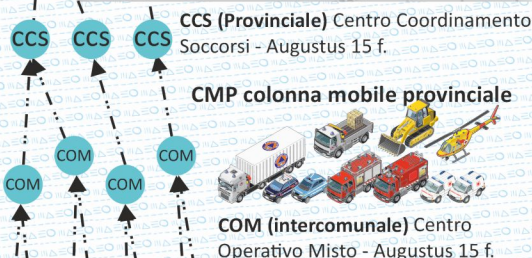 CCS (Provinciale) Centro Coordinamento
Soccorsi - Augustus 15 f.
CCS
CCS
CCS
CMP colonna mobile provinciale
COM
COM
COM
COM
COM (intercomunale) Centro
Operativo Misto - Augustus 15 f.